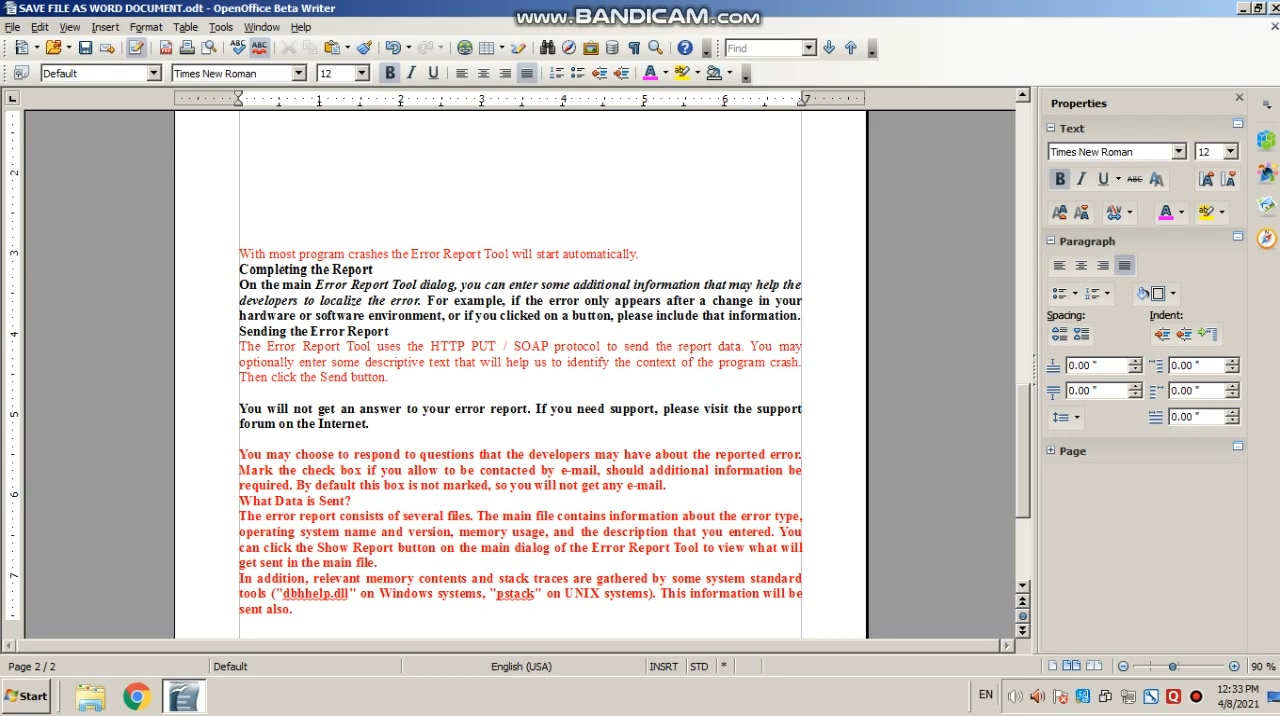 SAVE FILE AS WORD DOCUMENT.odt - OpenOffice Beta Writer
www.BANDICAM.com
File Edit View Insert Format Table Tools Window Help
Find
Default Times New Roman 12
1 2 3 4 5 6 7
Properties
Text
Times New Roman 12
Paragraph
Spacing: Indent:
0.00 " 0.00 "
0.00 " 0.00 "
0.00 "
Page
2
3
4
5
6
7
With most program crashes the Error Report Tool will start automatically.
Completing the Report
On the main Error Report Tool dialog, you can enter some additional information that may help the
developers to localize the error. For example, if the error only appears after a change in your
hardware or software environment, or if you clicked on a button, please include that information.
Sending the Error Report
The Error Report Tool uses the HTTP PUT / SOAP protocol to send the report data. You may
optionally enter some descriptive text that will help us to identify the context of the program crash.
Then click the Send button.
You will not get an answer to your error report. If you need support, please visit the support
forum on the Internet.
You may choose to respond to questions that the developers may have about the reported error.
Mark the check box if you allow to be contacted by e-mail, should additional information be
required. By default this box is not marked, so you will not get any e-mail.
What Data is Sent?
The error report consists of several files. The main file contains information about the error type,
operating system name and version, memory usage, and the description that you entered. You
can click the Show Report button on the main dialog of the Error Report Tool to view what will
get sent in the main file.
In addition, relevant memory contents and stack traces are gathered by some system standard
tools ("dbhhelp.dll" on Windows systems, "pstack" on UNIX systems). This information will be
sent also.
Page 2 / 2 Default English (USA) INSRT STD * 90 %
Start EN 12:33 PM
4/8/2021